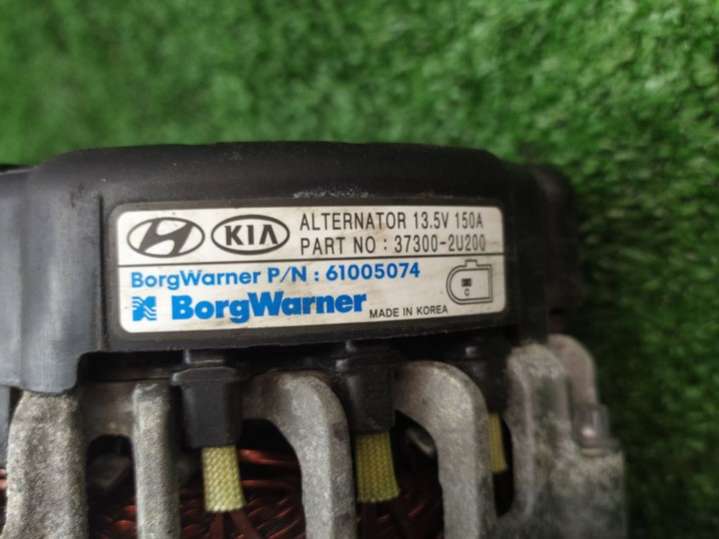 KIA ALTERNATOR 13.5V 150A
PART NO : 37300-2U200
BorgWarner P/N : 61005074
BorgWarner
MADE IN KOREA
C